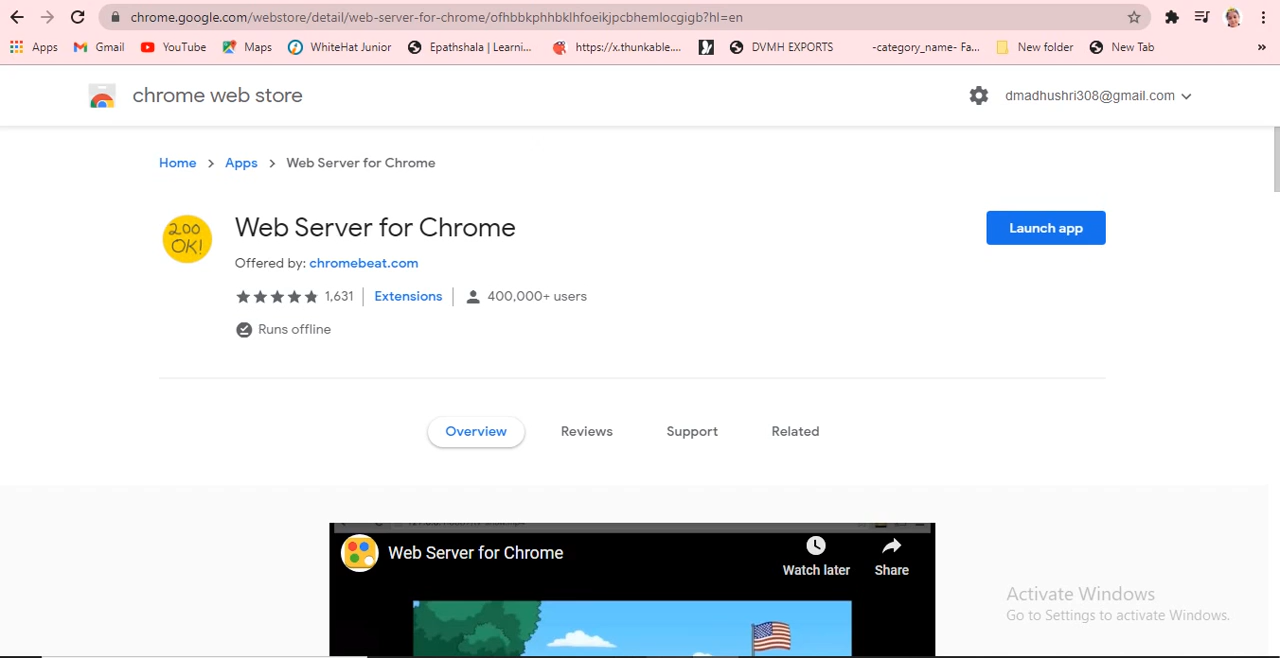 chrome.google.com/webstore/detail/web-server-for-chrome/ofhbbkphhbklhfoeikjpcbhemlocgigb?hl=en
Apps Gmail YouTube Maps WhiteHat Junior Epathshala | Learni... https://x.thunkable.... DVMH EXPORTS -category_name- Fa... New folder New Tab »
chrome web store
dmadhushri308@gmail.com
Home > Apps > Web Server for Chrome
200 OK!
Web Server for Chrome
Launch app
Offered by: chromebeat.com
1,631 Extensions 400,000+ users
Runs offline
Overview Reviews Support Related
Web Server for Chrome
Watch later Share
Activate Windows
Go to Settings to activate Windows.